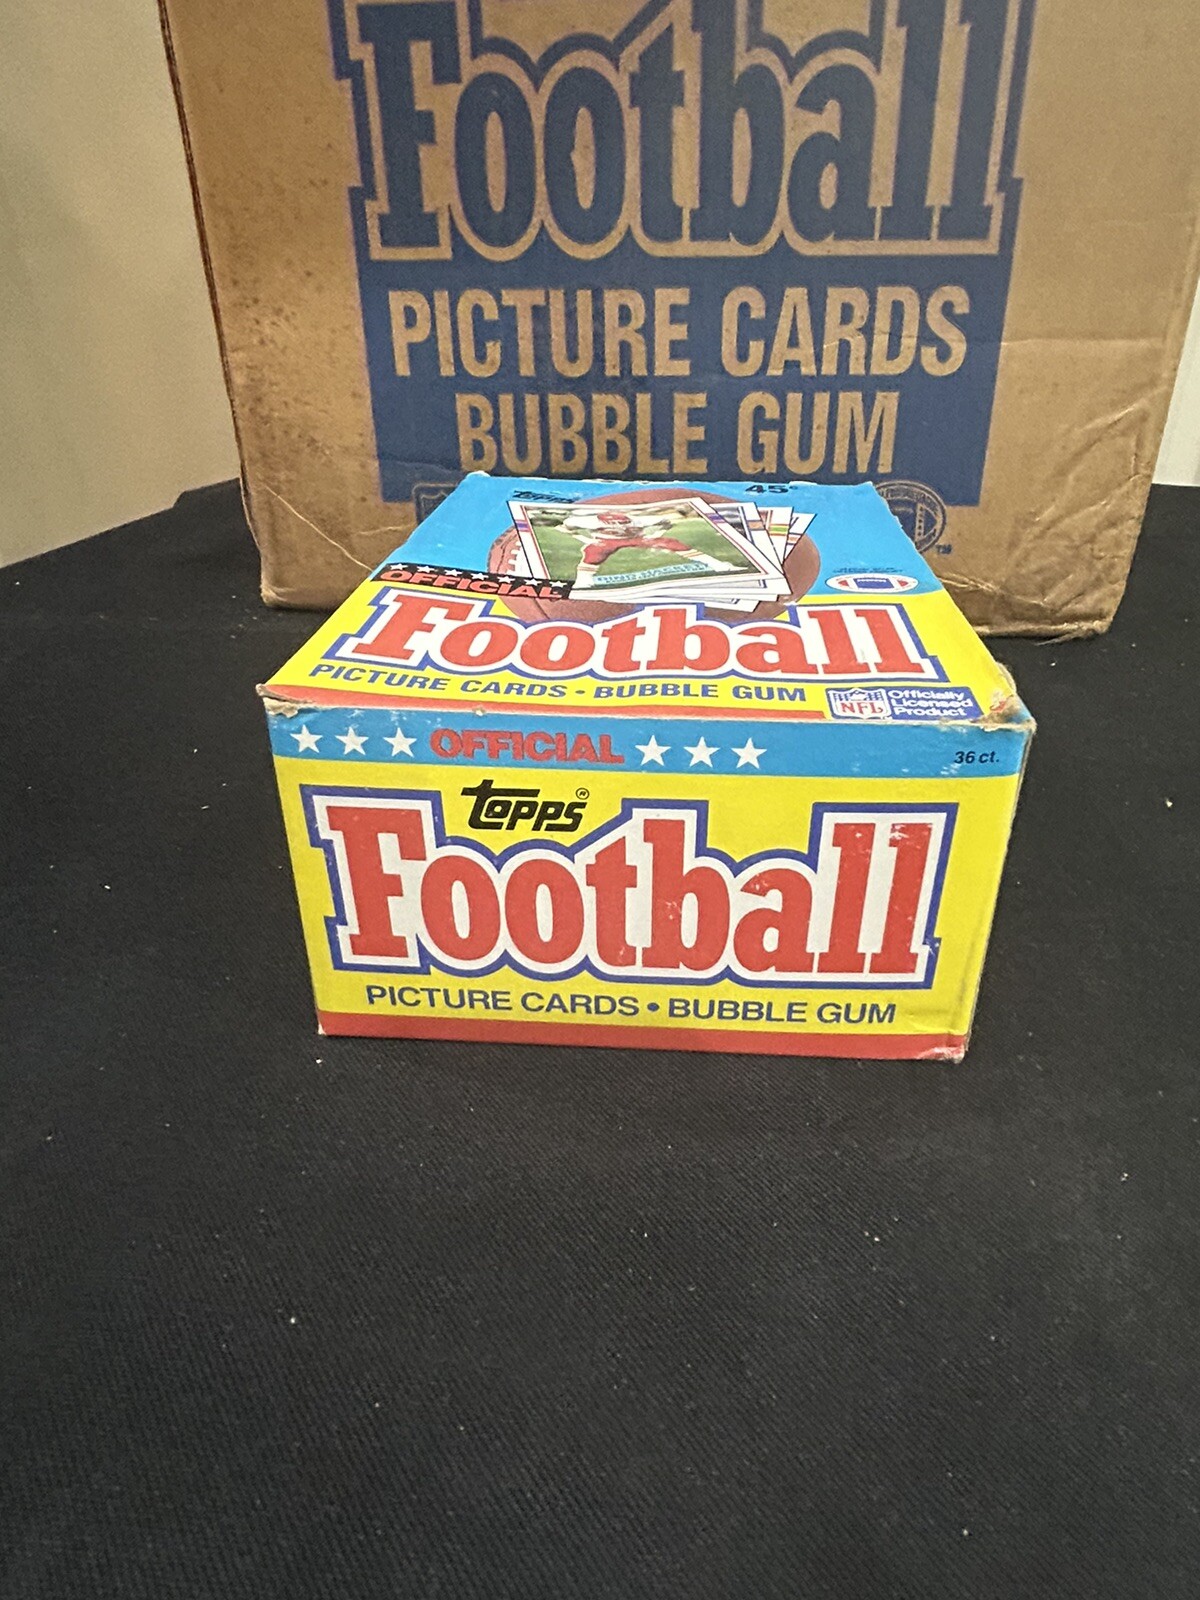 Football
PICTURE CARDS
BUBBLE GUM
TM
topps
45¢
OFFICIAL
Football
PICTURE CARDS • BUBBLE GUM
NFL
Officially
Licensed
Product
OFFICIAL
36 ct.
topps®
Football
PICTURE CARDS • BUBBLE GUM